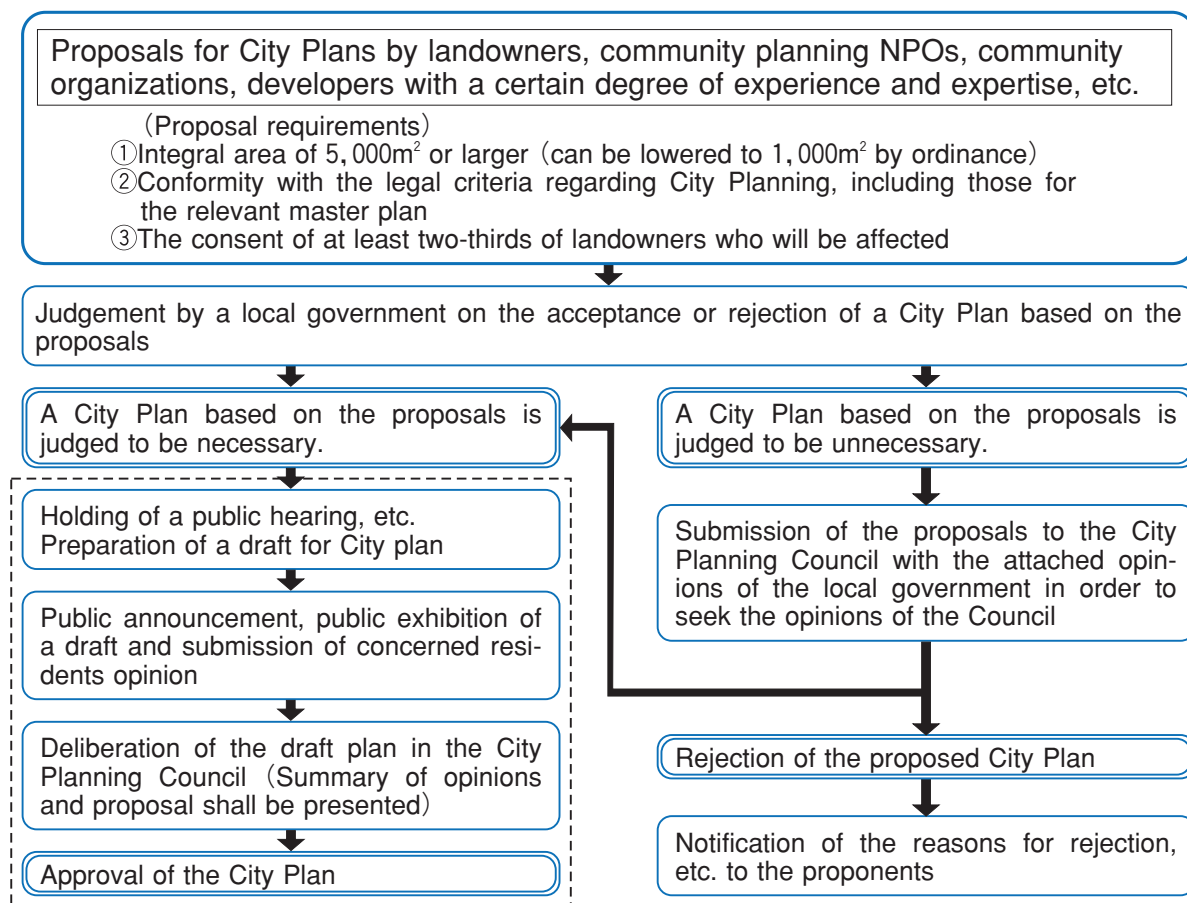 Proposals for City Plans by landowners, community planning NPOs, community
organizations, developers with a certain degree of experience and expertise, etc.
(Proposal requirements)
①Integral area of 5,000m² or larger (can be lowered to 1,000m² by ordinance)
②Conformity with the legal criteria regarding City Planning, including those for
the relevant master plan
③The consent of at least two-thirds of landowners who will be affected
Judgement by a local government on the acceptance or rejection of a City Plan based on the
proposals
A City Plan based on the proposals is
judged to be necessary.
A City Plan based on the proposals is
judged to be unnecessary.
Holding of a public hearing, etc.
Preparation of a draft for City plan
Submission of the proposals to the City
Planning Council with the attached opin-
ions of the local government in order to
seek the opinions of the Council
Public announcement, public exhibition of
a draft and submission of concerned resi-
dents opinion
Deliberation of the draft plan in the City
Planning Council (Summary of opinions
and proposal shall be presented)
Rejection of the proposed City Plan
Approval of the City Plan
Notification of the reasons for rejection,
etc. to the proponents